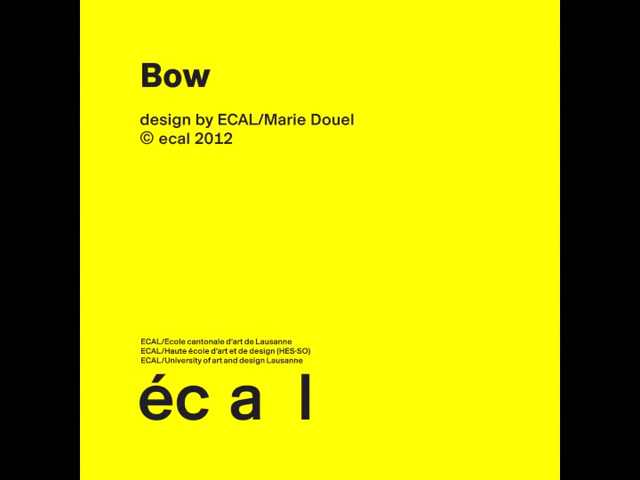 Bow
design by ECAL/Marie Douel
© ecal 2012
ECAL/Ecole cantonale d'art de Lausanne
ECAL/Haute école d'art et de design (HES-SO)
ECAL/University of art and design Lausanne
éc a l